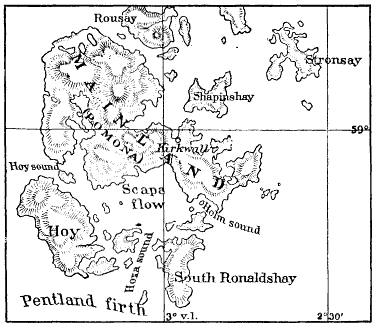 Rousay
Stronsay
Shapinshay
MAINLAND
(POMONA)
59°
Kirkwall
Hoy sound
Scapa
flow
Holm sound
Hoy
Hoxa sound
South Ronaldshay
Pentland firth
3° v.l.
2°30'